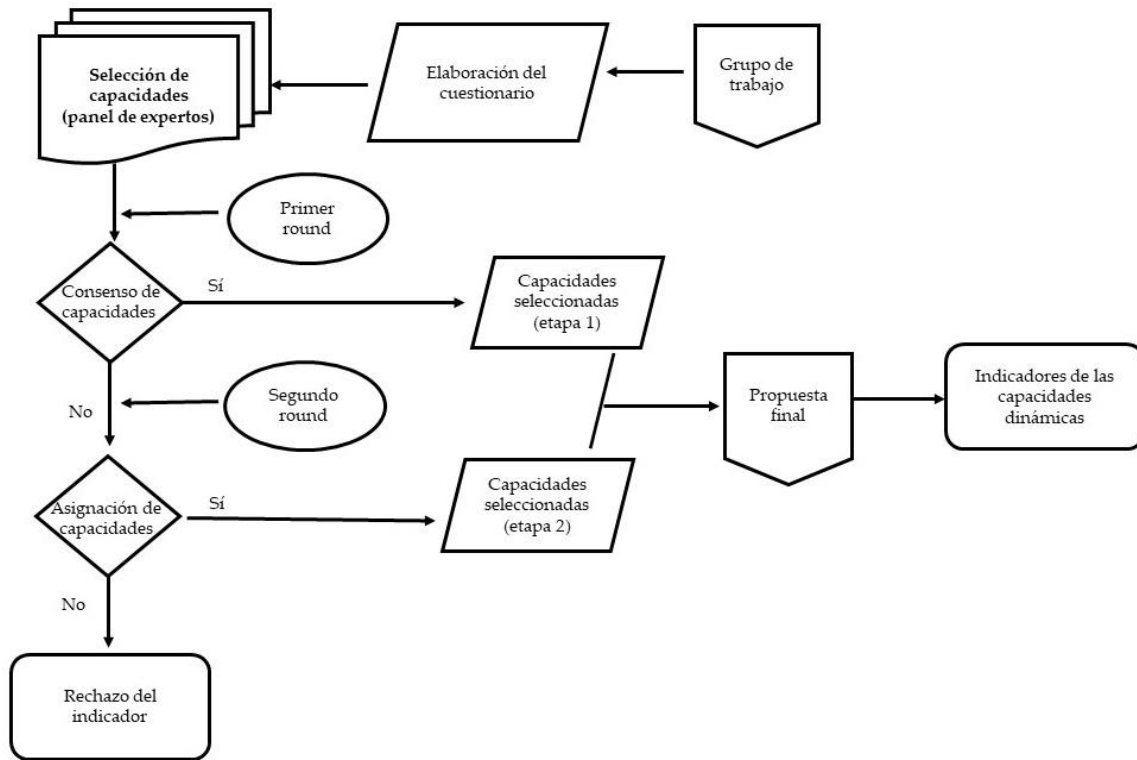 Selección de
capacidades
(panel de expertos)
Elaboración del
cuestionario
Grupo de
trabajo
Primer
round
Consenso de
capacidades
Sí
Capacidades
seleccionadas
(etapa 1)
No
Segundo
round
Propuesta
final
Indicadores de las
capacidades
dinámicas
Asignación de
capacidades
Sí
Capacidades
seleccionadas
(etapa 2)
No
Rechazo del
indicador